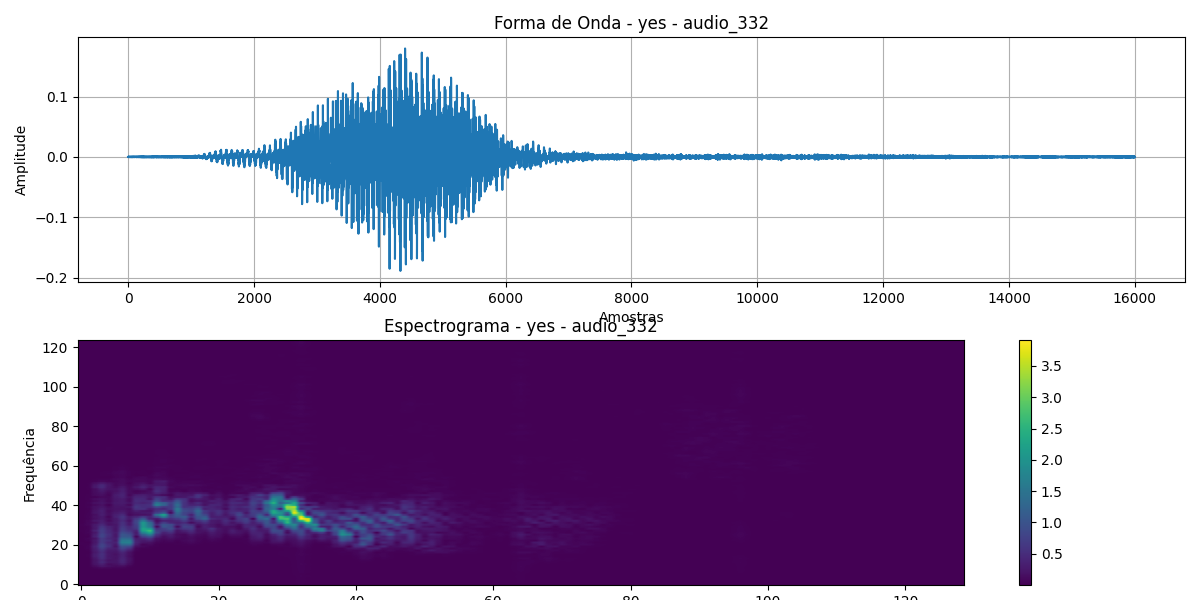 Forma de Onda - yes - audio_332
Amplitude
0.1
0.0
−0.1
−0.2
0 2000 4000 6000 8000 10000 12000 14000 16000
Amostras
Espectrograma - yes - audio_332
Frequência
120
100
80
60
40
20
0
0 20 40 60 80 100 120
3.5
3.0
2.5
2.0
1.5
1.0
0.5